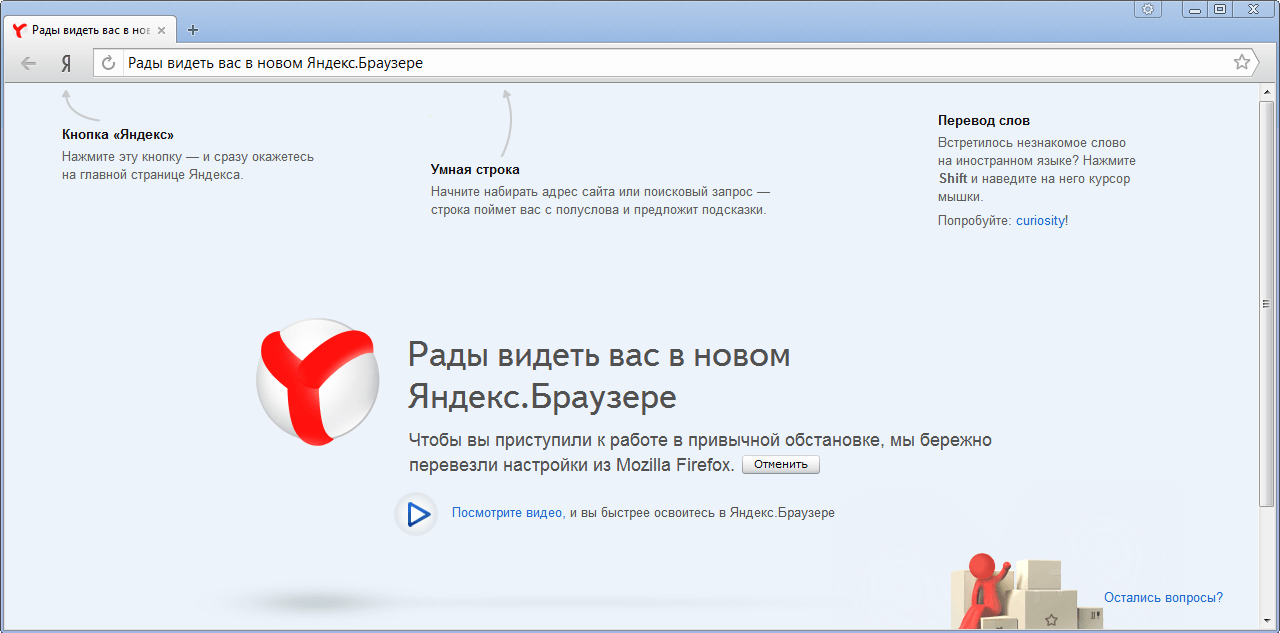 Рады видеть вас в нов
Я
Рады видеть вас в новом Яндекс.Браузере
Кнопка «Яндекс»
Нажмите эту кнопку — и сразу окажетесь
на главной странице Яндекса.
Умная строка
Начните набирать адрес сайта или поисковый запрос —
строка поймет вас с полуслова и предложит подсказки.
Перевод слов
Встретилось незнакомое слово
на иностранном языке? Нажмите
Shift и наведите на него курсор
мышки.
Попробуйте: curiosity!
Рады видеть вас в новом
Яндекс.Браузере
Чтобы вы приступили к работе в привычной обстановке, мы бережно
перевезли настройки из Mozilla Firefox. Отменить
Посмотрите видео, и вы быстрее освоитесь в Яндекс.Браузере
Остались вопросы?